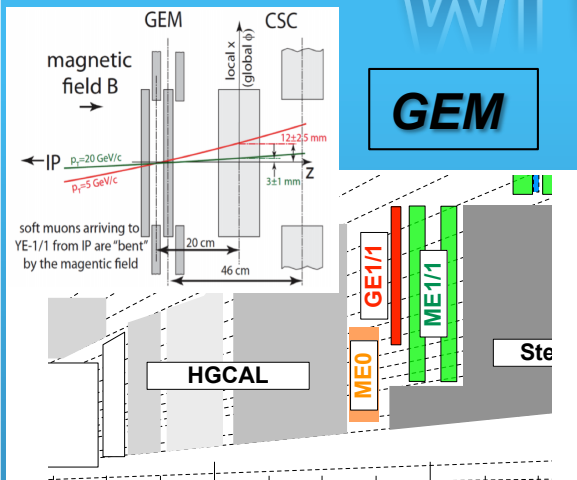 GEM
CSC
magnetic
field B
local x
(global ϕ)
12±2.5 mm
IP
pT=20 GeV/c
pT=5 GeV/c
Z
3±1 mm
soft muons arriving to
YE-1/1 from IP are "bent"
by the magentic field
20 cm
46 cm
GEM
GE1/1
ME1/1
ME0
HGCAL
Ste